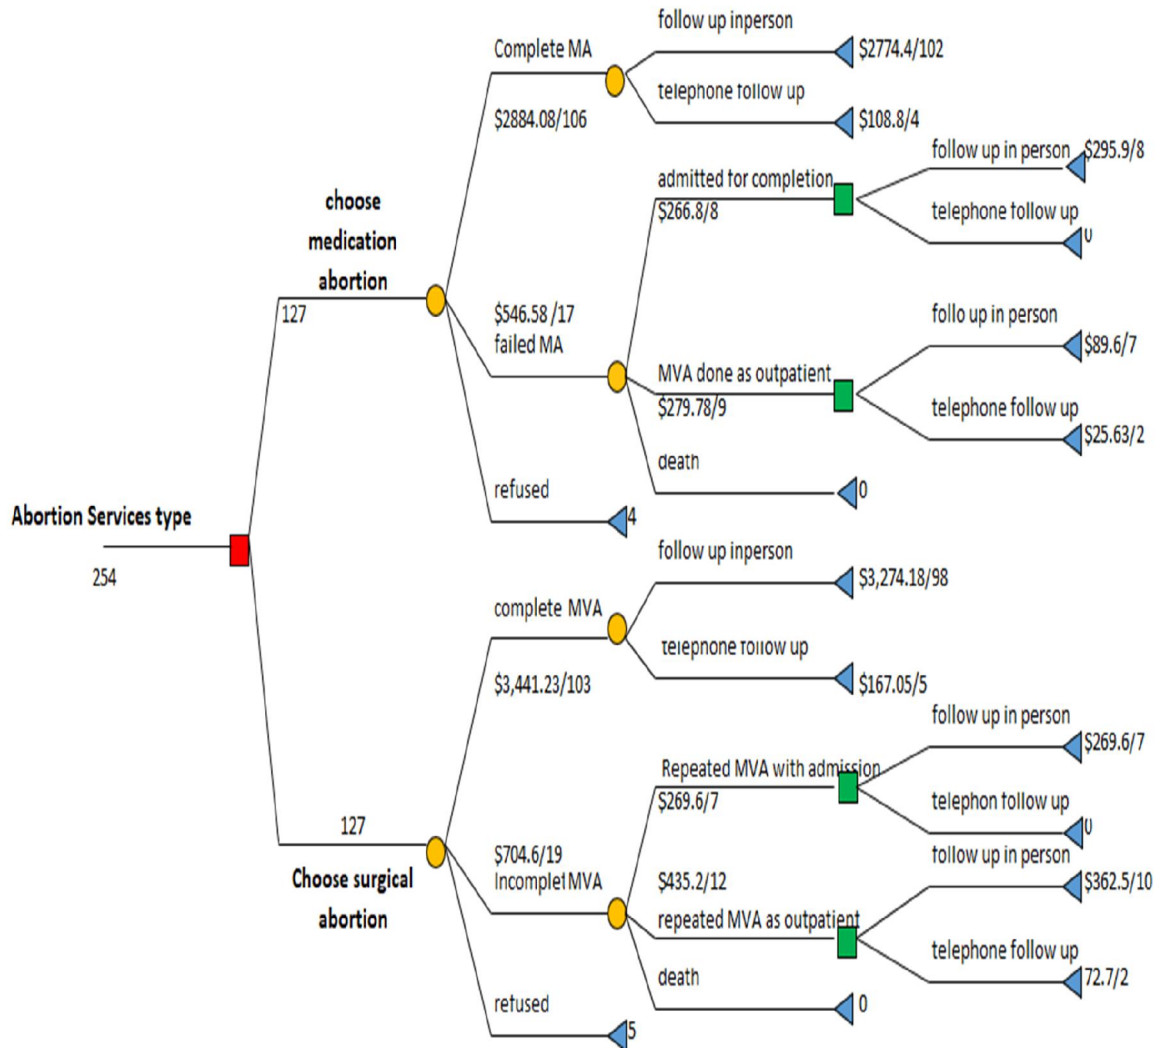 follow up inperson
Complete MA
$2774.4/102
telephone follow up
$2884.08/106
$108.8/4
follow up in person
$295.9/8
admitted for completion
$266.8/8
telephone follow up
0
choose
medication
abortion
127
$546.58 /17
failed MA
follo up in person
$89.6/7
MVA done as outpatient
$279.78/9
telephone follow up
$25.63/2
death
0
refused
4
Abortion Services type
254
follow up inperson
$3,274.18/98
complete MVA
telephone follow up
$3,441.23/103
$167.05/5
follow up in person
$269.6/7
Repeated MVA with admission
$269.6/7
telephon follow up
0
127
Choose surgical
abortion
$704.6/19
Incomplet MVA
follow up in person
$362.5/10
$435.2/12
repeated MVA as outpatient
telephone follow up
72.7/2
death
0
refused
5